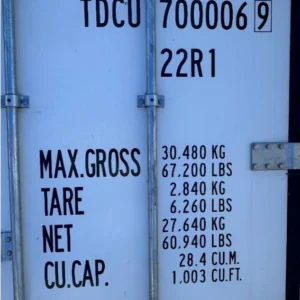 TDCU 700006 9
22R1
MAX.GROSS 30.480 KG
67.200 LBS
TARE 2.840 KG
6.260 LBS
NET 27.640 KG
60.940 LBS
CU.CAP. 28.4 CU.M.
1.003 CU.FT.